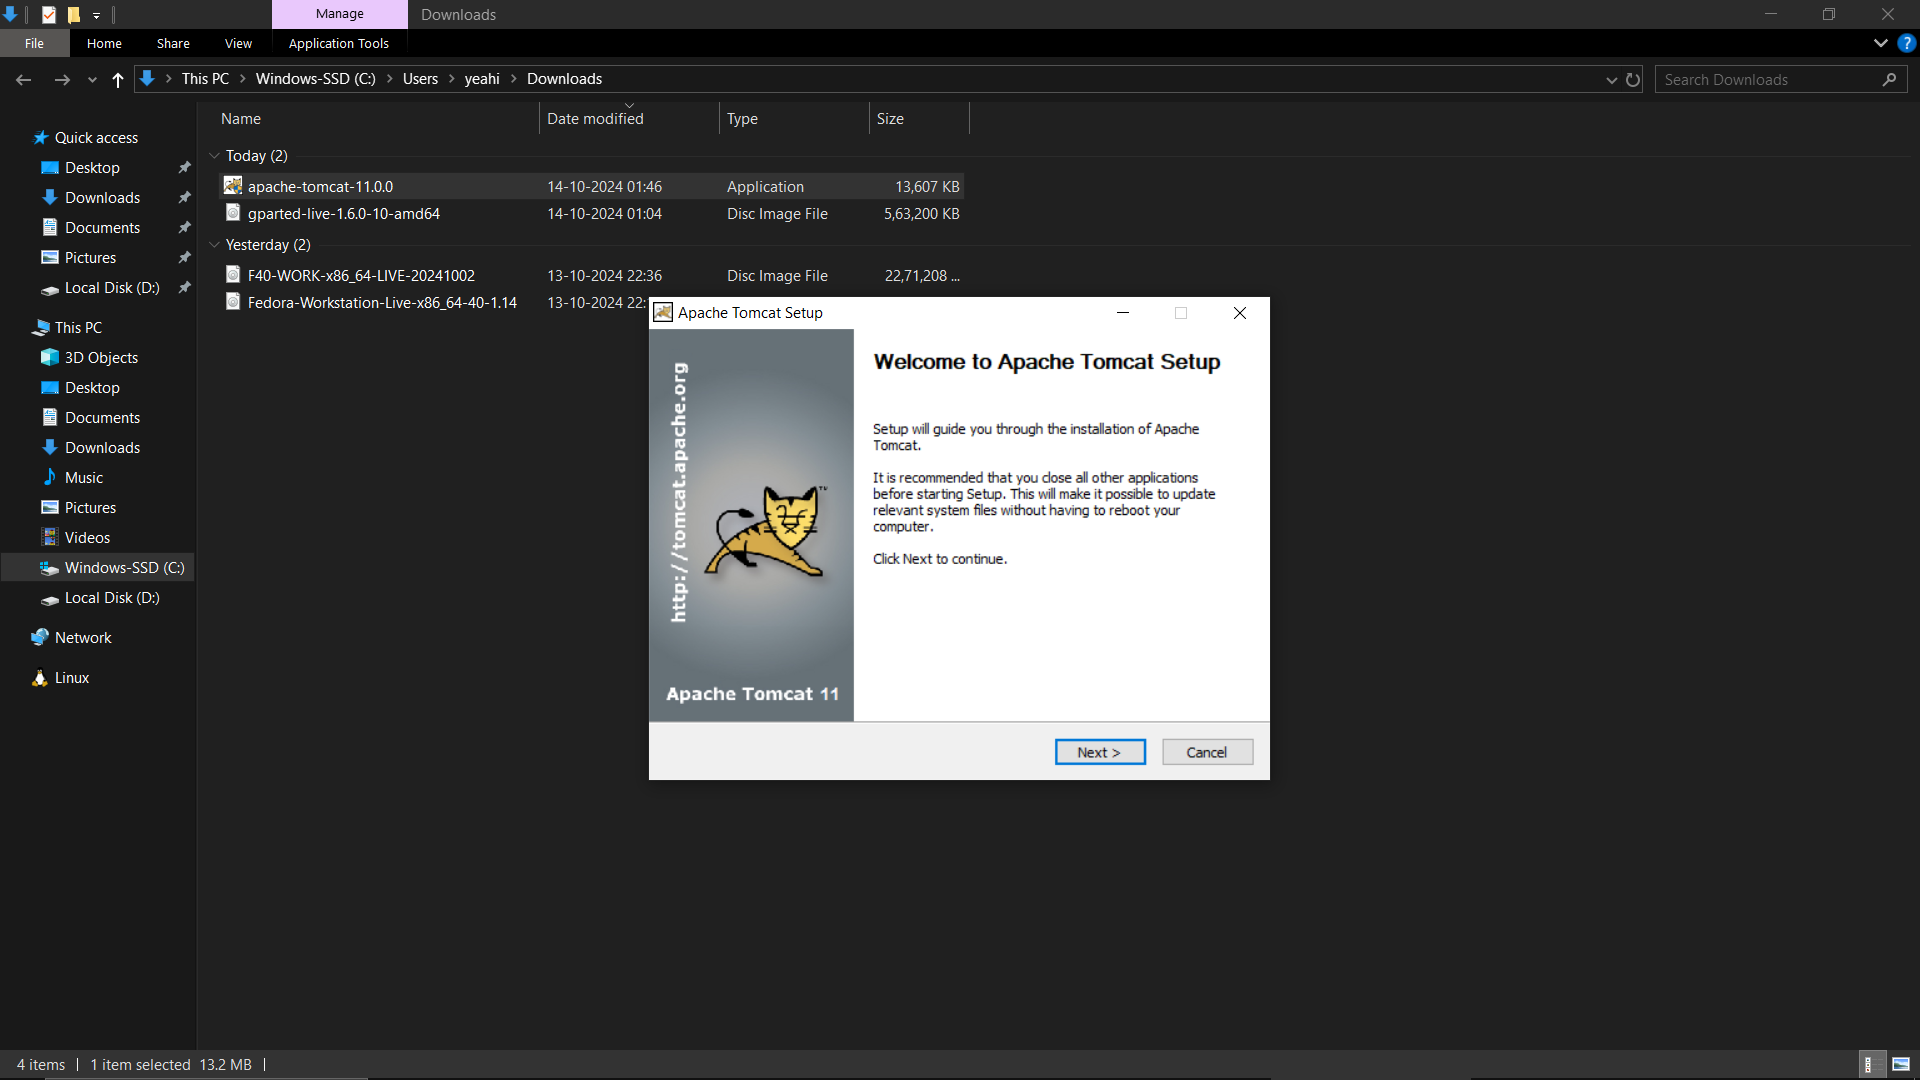 Manage
Downloads
File
Home
Share
View
Application Tools
?
This PC
Windows-SSD (C:)
Users
yeahi
Downloads
Search Downloads
Name
Date modified
Type
Size
Quick access
Desktop
Downloads
Documents
Pictures
Local Disk (D:)
This PC
3D Objects
Desktop
Documents
Downloads
Music
Pictures
Videos
Windows-SSD (C:)
Local Disk (D:)
Network
Linux
Today (2)
apache-tomcat-11.0.0 14-10-2024 01:46 Application 13,607 KB
gparted-live-1.6.0-10-amd64 14-10-2024 01:04 Disc Image File 5,63,200 KB
Yesterday (2)
F40-WORK-x86_64-LIVE-20241002 13-10-2024 22:36 Disc Image File 22,71,208 ...
Fedora-Workstation-Live-x86_64-40-1.14 13-10-2024 22:
Apache Tomcat Setup
http://tomcat.apache.org
TM
Apache Tomcat 11
Welcome to Apache Tomcat Setup
Setup will guide you through the installation of Apache
Tomcat.
It is recommended that you close all other applications
before starting Setup. This will make it possible to update
relevant system files without having to reboot your
computer.
Click Next to continue.
Next >
Cancel
4 items
1 item selected 13.2 MB